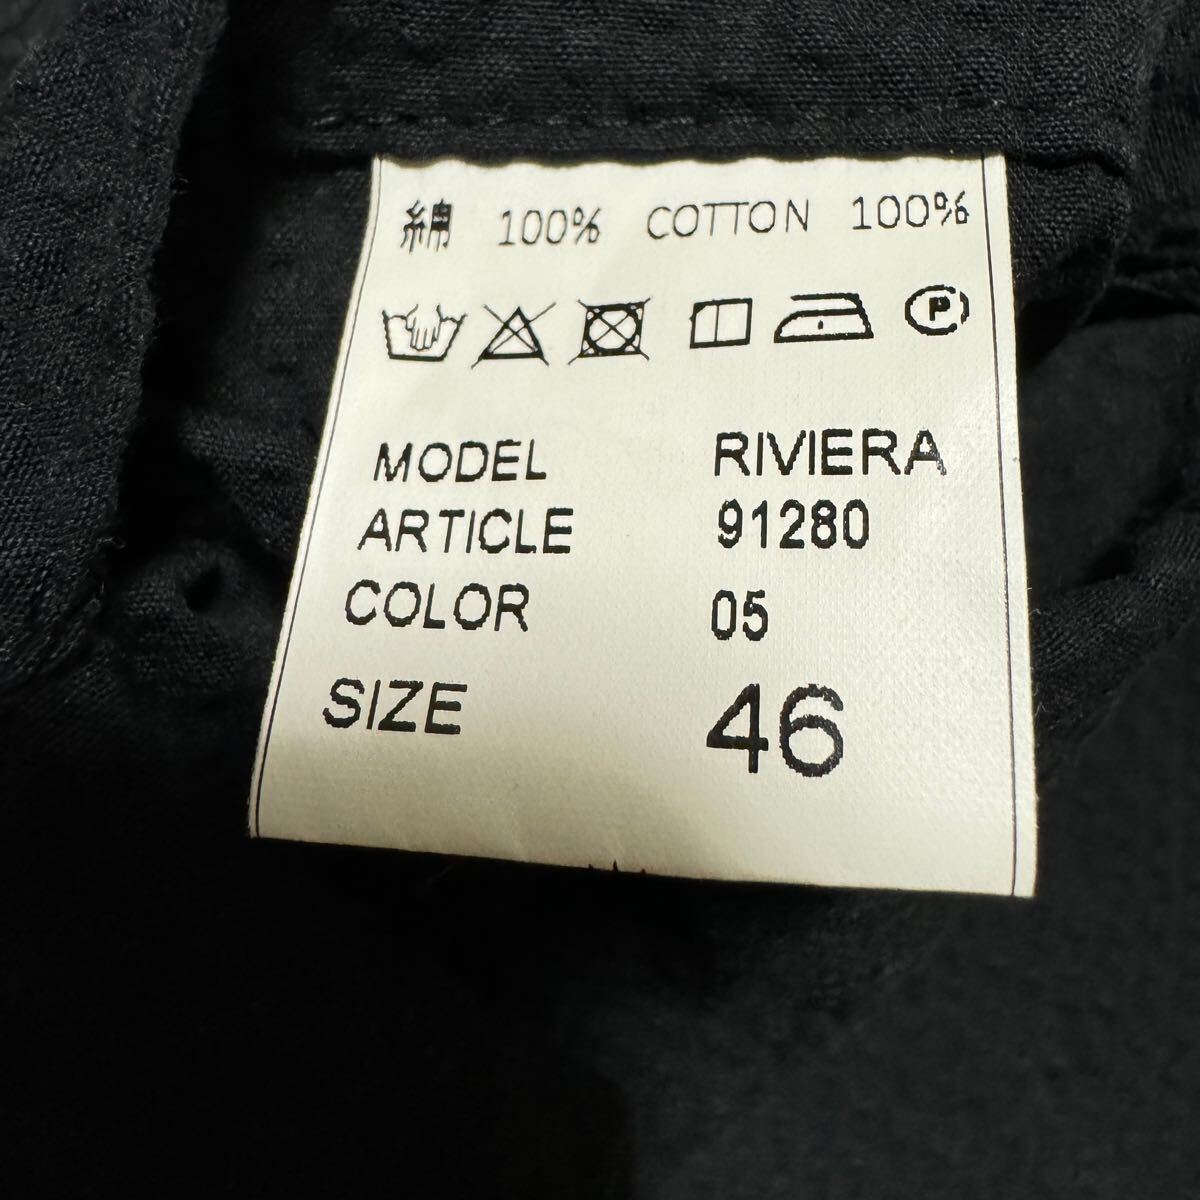 綿 100% COTTON 100%
P
MODEL RIVIERA
ARTICLE 91280
COLOR 05
SIZE 46